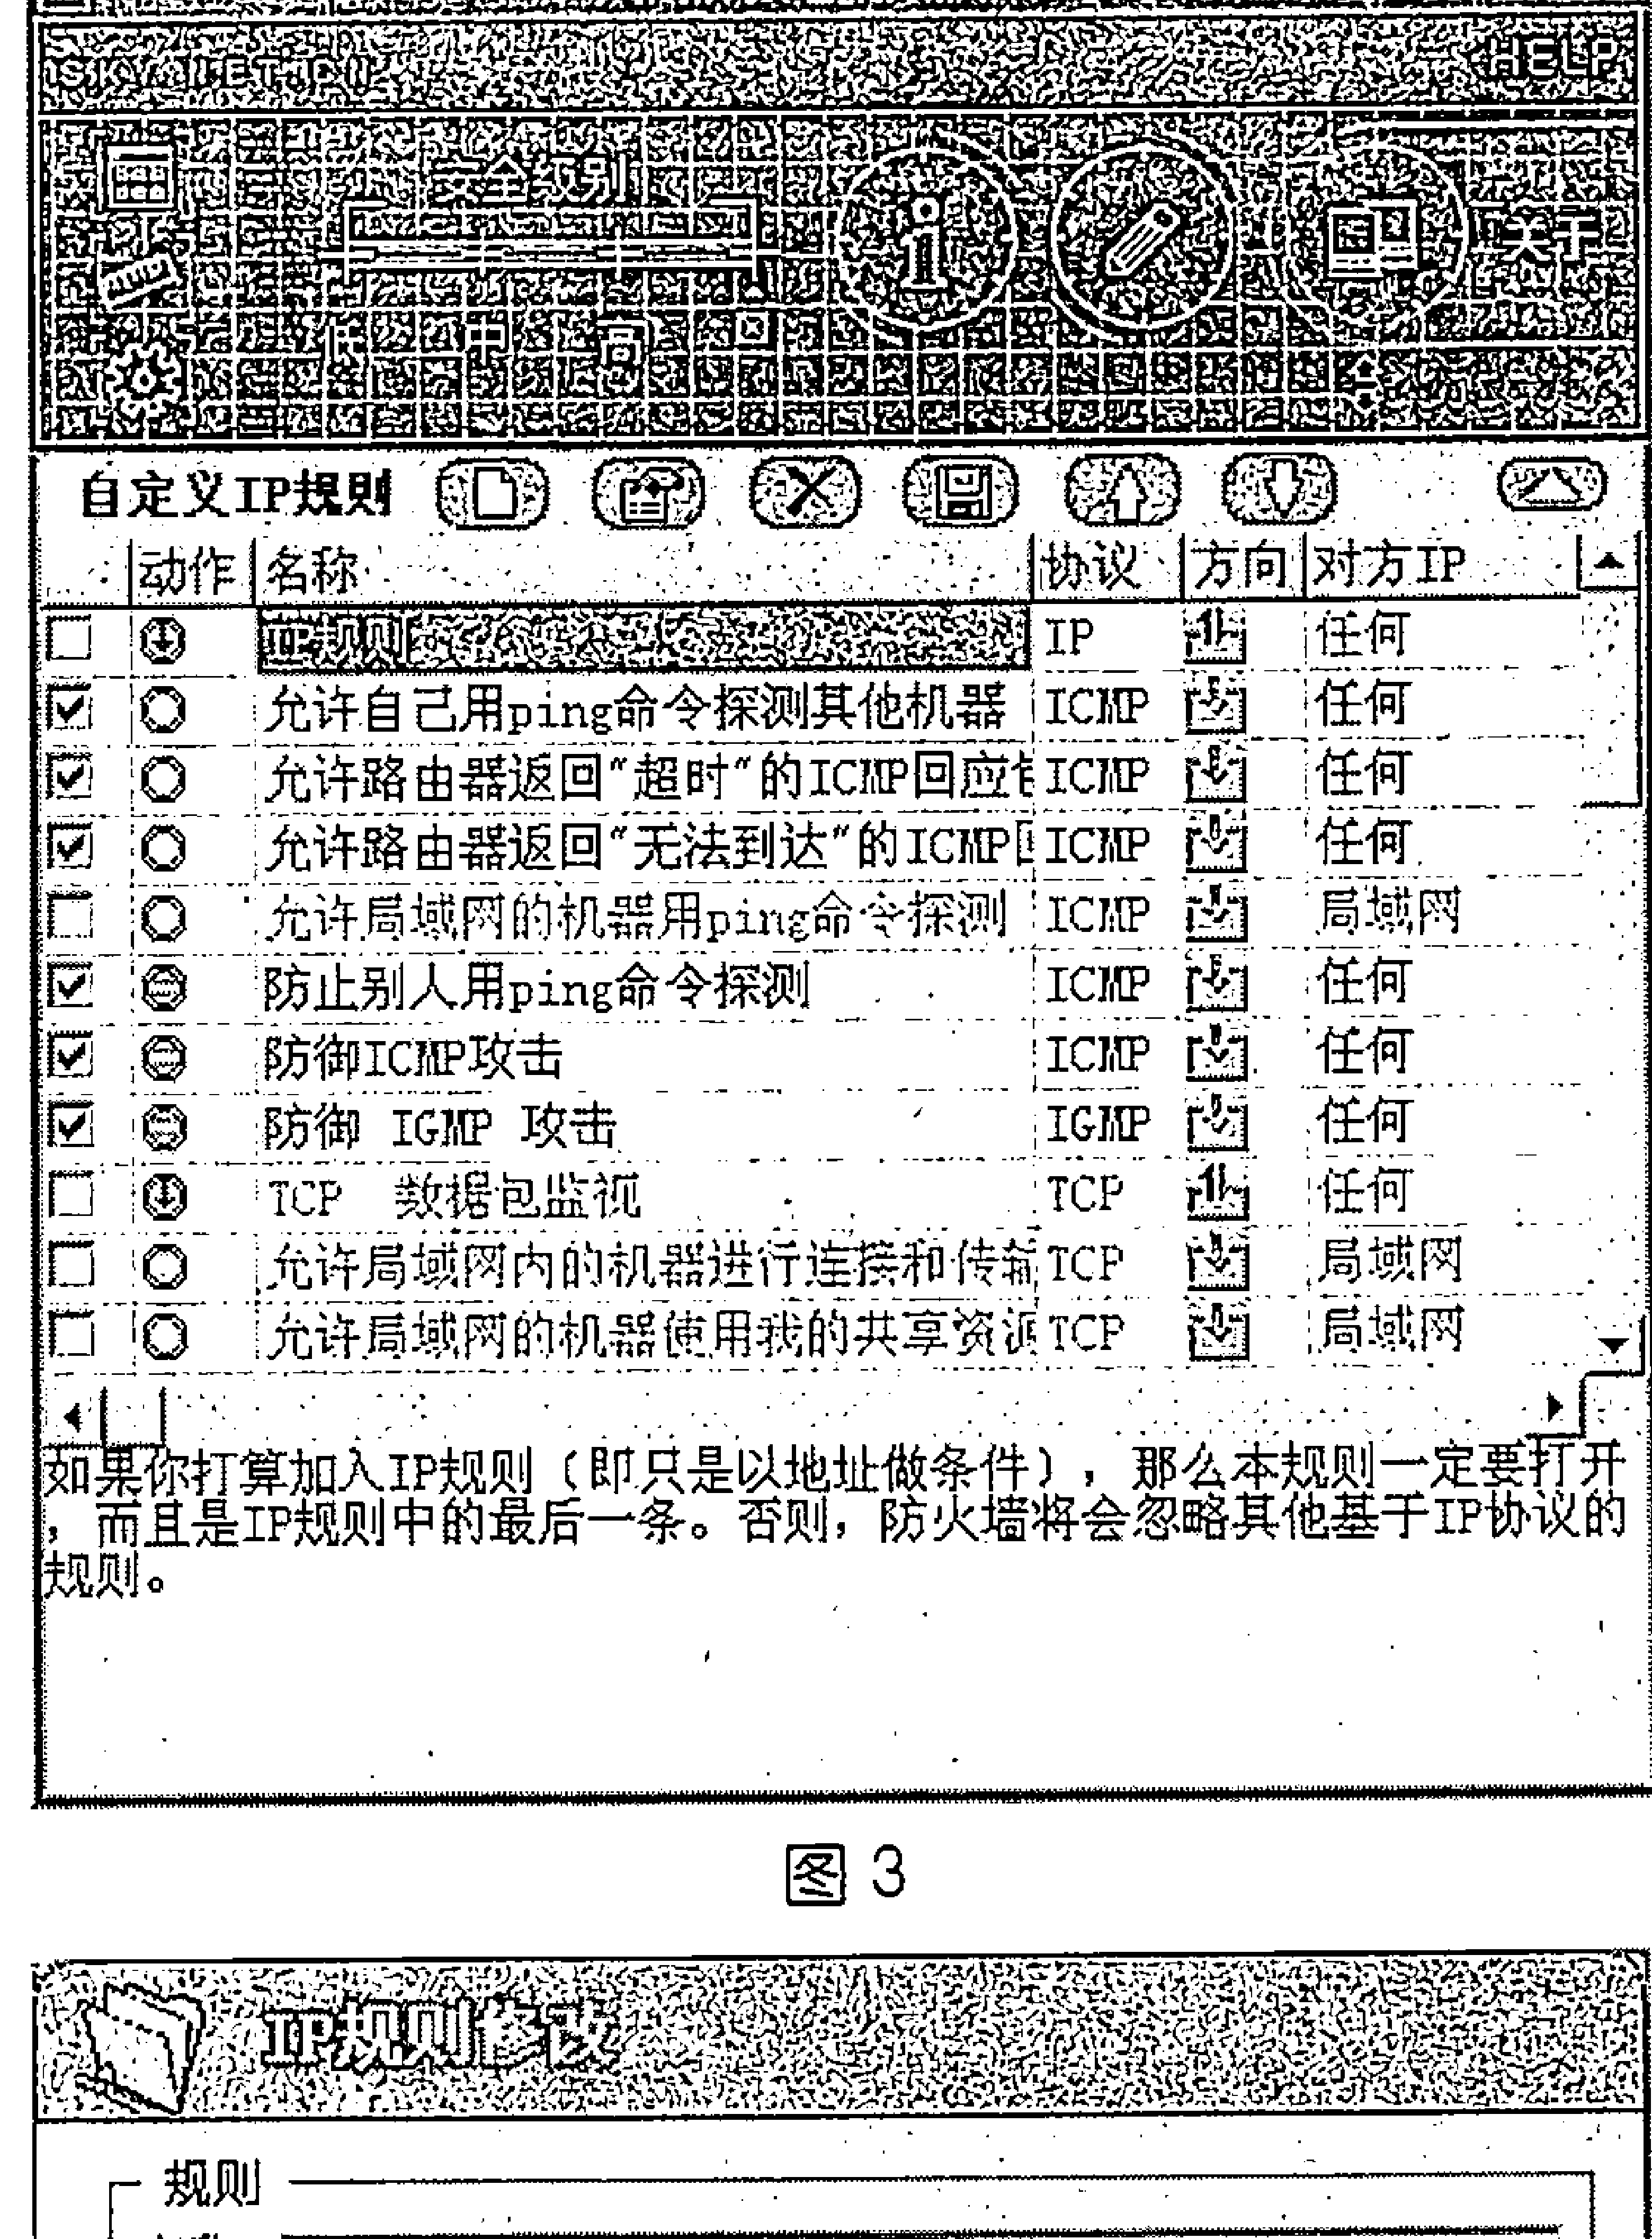 SKYNET.CN HELP
安全级别
关于
低 中 高
自定义IP规则
动作 名称 协议 方向 对方IP
IP规则 IP 任何
允许自己用ping命令探测其他机器 ICMP 任何
允许路由器返回"超时"的ICMP回应 ICMP 任何
允许路由器返回"无法到达"的ICMP ICMP 任何
允许局域网的机器用ping命令探测 ICMP 局域网
防止别人用ping命令探测 ICMP 任何
防御ICMP攻击 ICMP 任何
防御 IGMP 攻击 IGMP 任何
TCP 数据包监视 TCP 任何
允许局域网内的机器进行连接和传输 TCP 局域网
允许局域网的机器使用我的共享资源 TCP 局域网
如果你打算加入IP规则（即只是以地址做条件），那么本规则一定要打开
，而且是IP规则中的最后一条。否则，防火墙将会忽略其他基于IP协议的
规则。
图 3
IP规则修改
规则